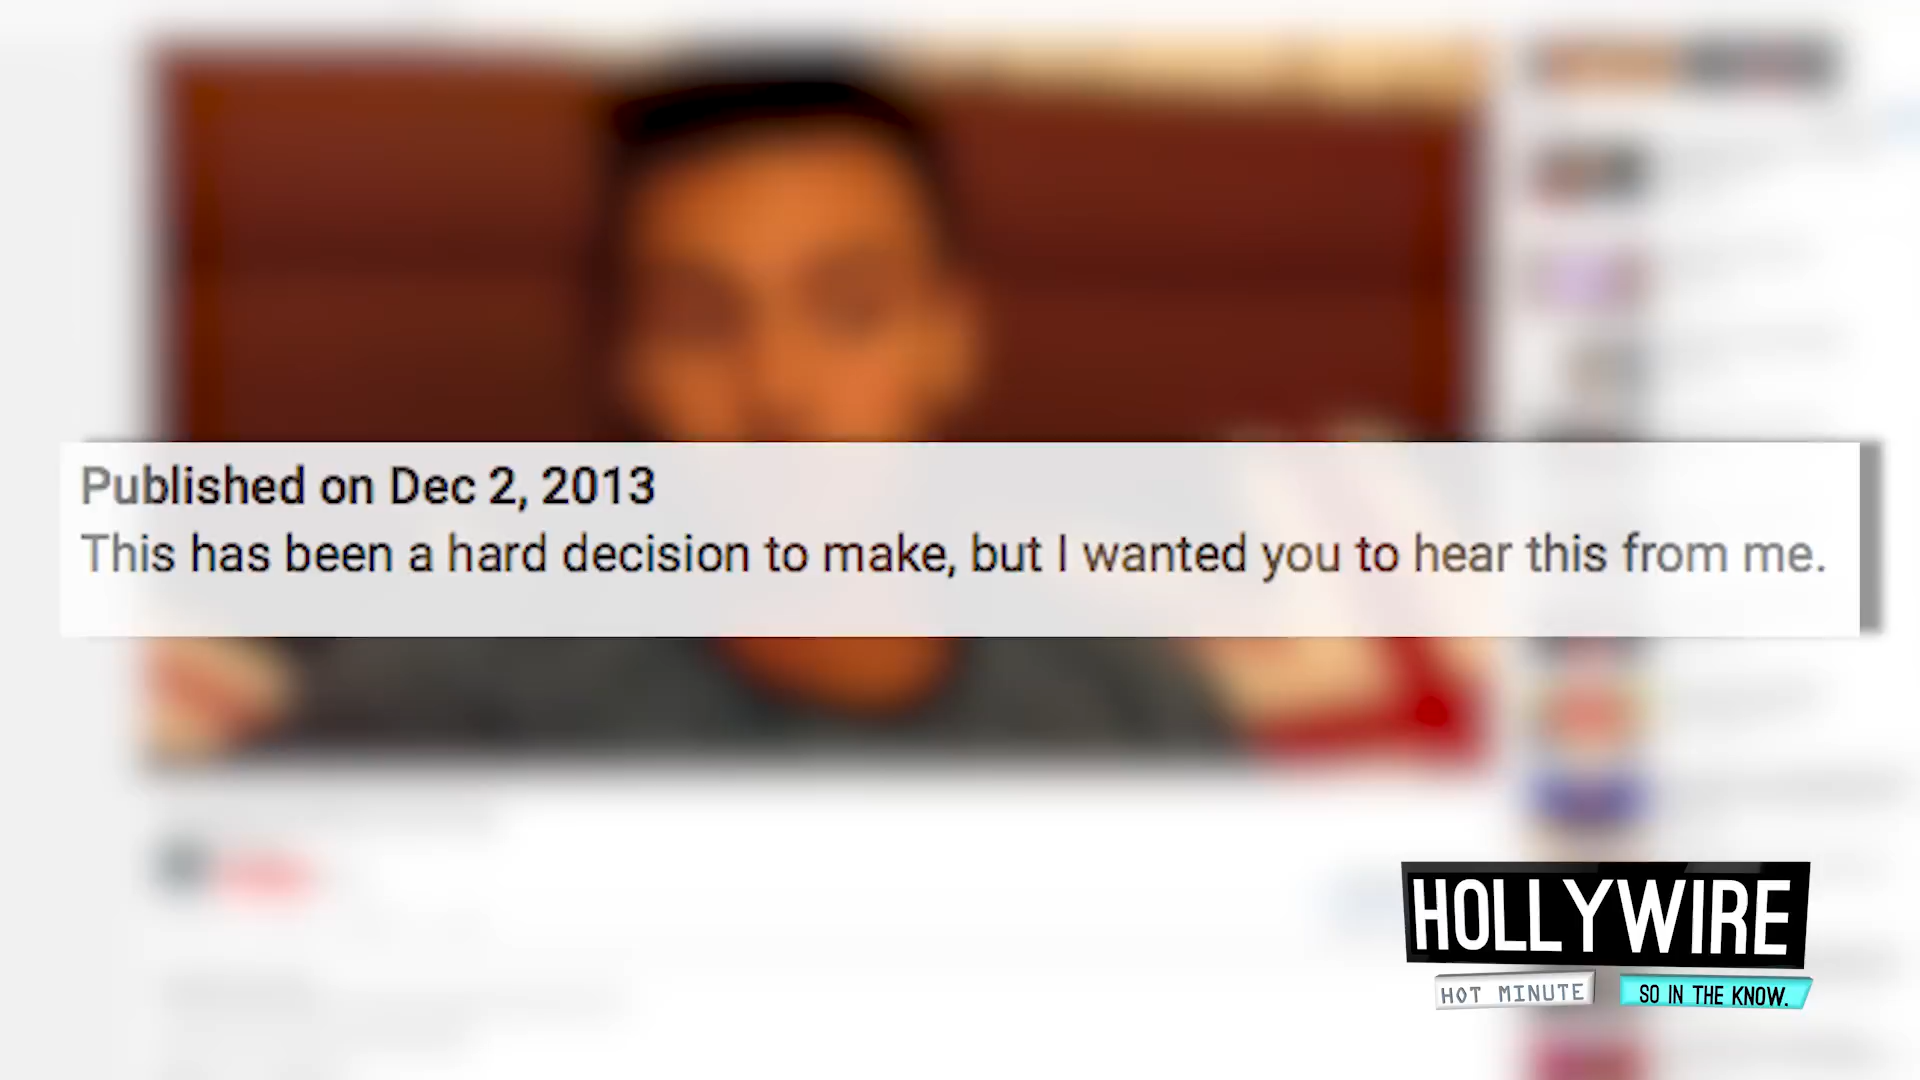 Published on Dec 2, 2013
This has been a hard decision to make, but I wanted you to hear this from me.
HOLLYWIRE
HOT MINUTE
SO IN THE KNOW.